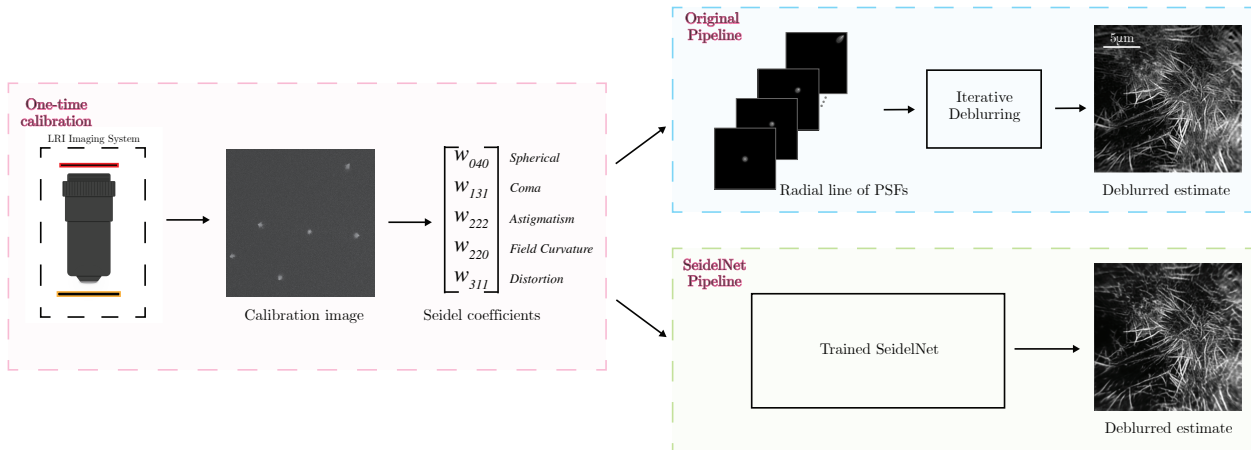 One-time
calibration
LRI Imaging System
Calibration image
w040 Spherical
w131 Coma
w222 Astigmatism
w220 Field Curvature
w311 Distortion
Seidel coefficients
Original
Pipeline
Radial line of PSFs
Iterative
Deblurring
5μm
Deblurred estimate
SeidelNet
Pipeline
Trained SeidelNet
Deblurred estimate